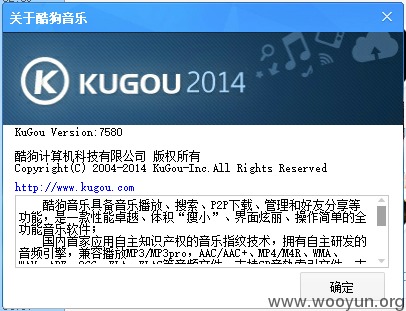 关于酷狗音乐
K KUGOU 2014
KuGou Version:7580
酷狗计算机科技有限公司 版权所有
Copyright(C) 2004-2014 KuGou-Inc.All Rights Reserved
http://www.kugou.com
酷狗音乐具备音乐播放、搜索、P2P下载、管理和好友分享等
功能，是一款性能卓越、体积“瘦小”、界面炫丽、操作简单的全
功能音乐软件；
国内首家应用自主知识产权的音乐指纹技术，拥有自主研发的
音频引擎，兼容播放MP3/MP3pro，AAC/AAC+、MP4/M4R、WMA、
确定
www.wooyun.org